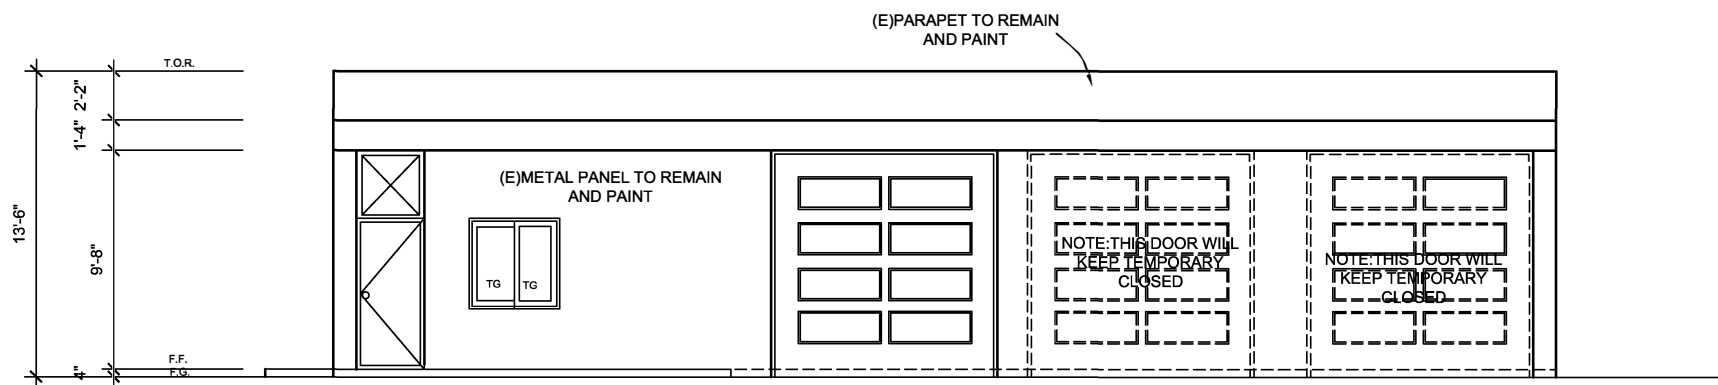 (E)PARAPET TO REMAIN
AND PAINT
T.O.R.
2'-2"
1'-4"
13'-6"
9'-8"
4"
F.F.
F.G.
(E)METAL PANEL TO REMAIN
AND PAINT
TG
TG
NOTE:THIS DOOR WILL
KEEP TEMPORARY
CLOSED
NOTE:THIS DOOR WILL
KEEP TEMPORARY
CLOSED